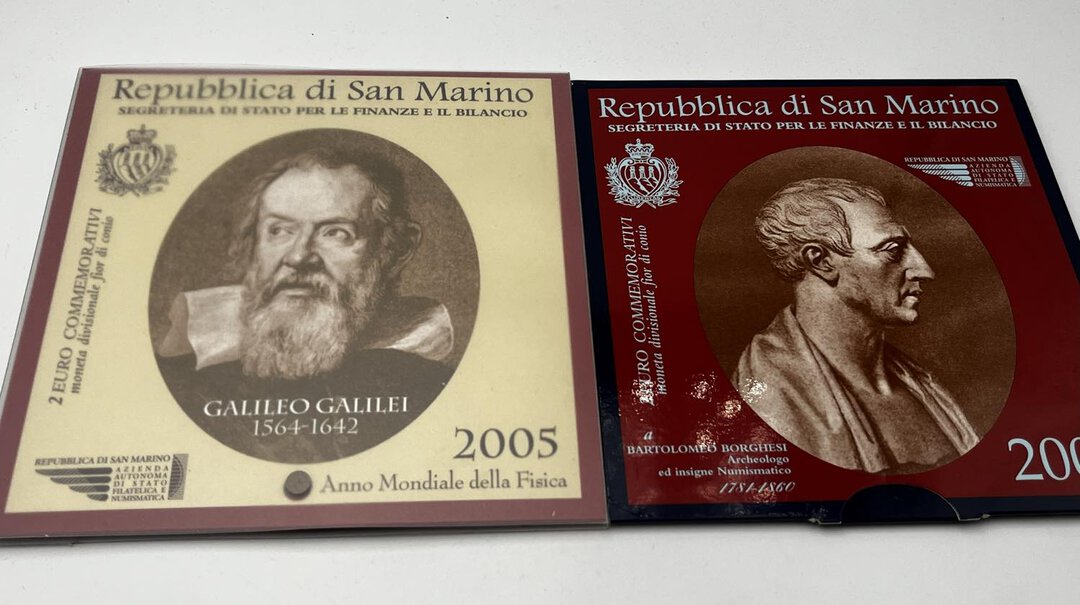 Repubblica di San Marino
SEGRETERIA DI STATO PER LE FINANZE E IL BILANCIO
2 EURO COMMEMORATIVI
moneta divisionale fior di conio
GALILEO GALILEI
1564-1642
REPUBBLICA DI SAN MARINO
AZIENDA
AUTONOMA
DI STATO
FILATELICA E
NUMISMATICA
2005
Anno Mondiale della Fisica
Repubblica di San Marino
SEGRETERIA DI STATO PER LE FINANZE E IL BILANCIO
REPUBBLICA DI SAN MARINO
AZIENDA
AUTONOMA
DI STATO
FILATELICA E
NUMISMATICA
2 EURO COMMEMORATIVI
moneta divisionale fior di conio
a
BARTOLOMEO BORGHESI
Archeologo
ed insigne Numismatico
1781-1860
200